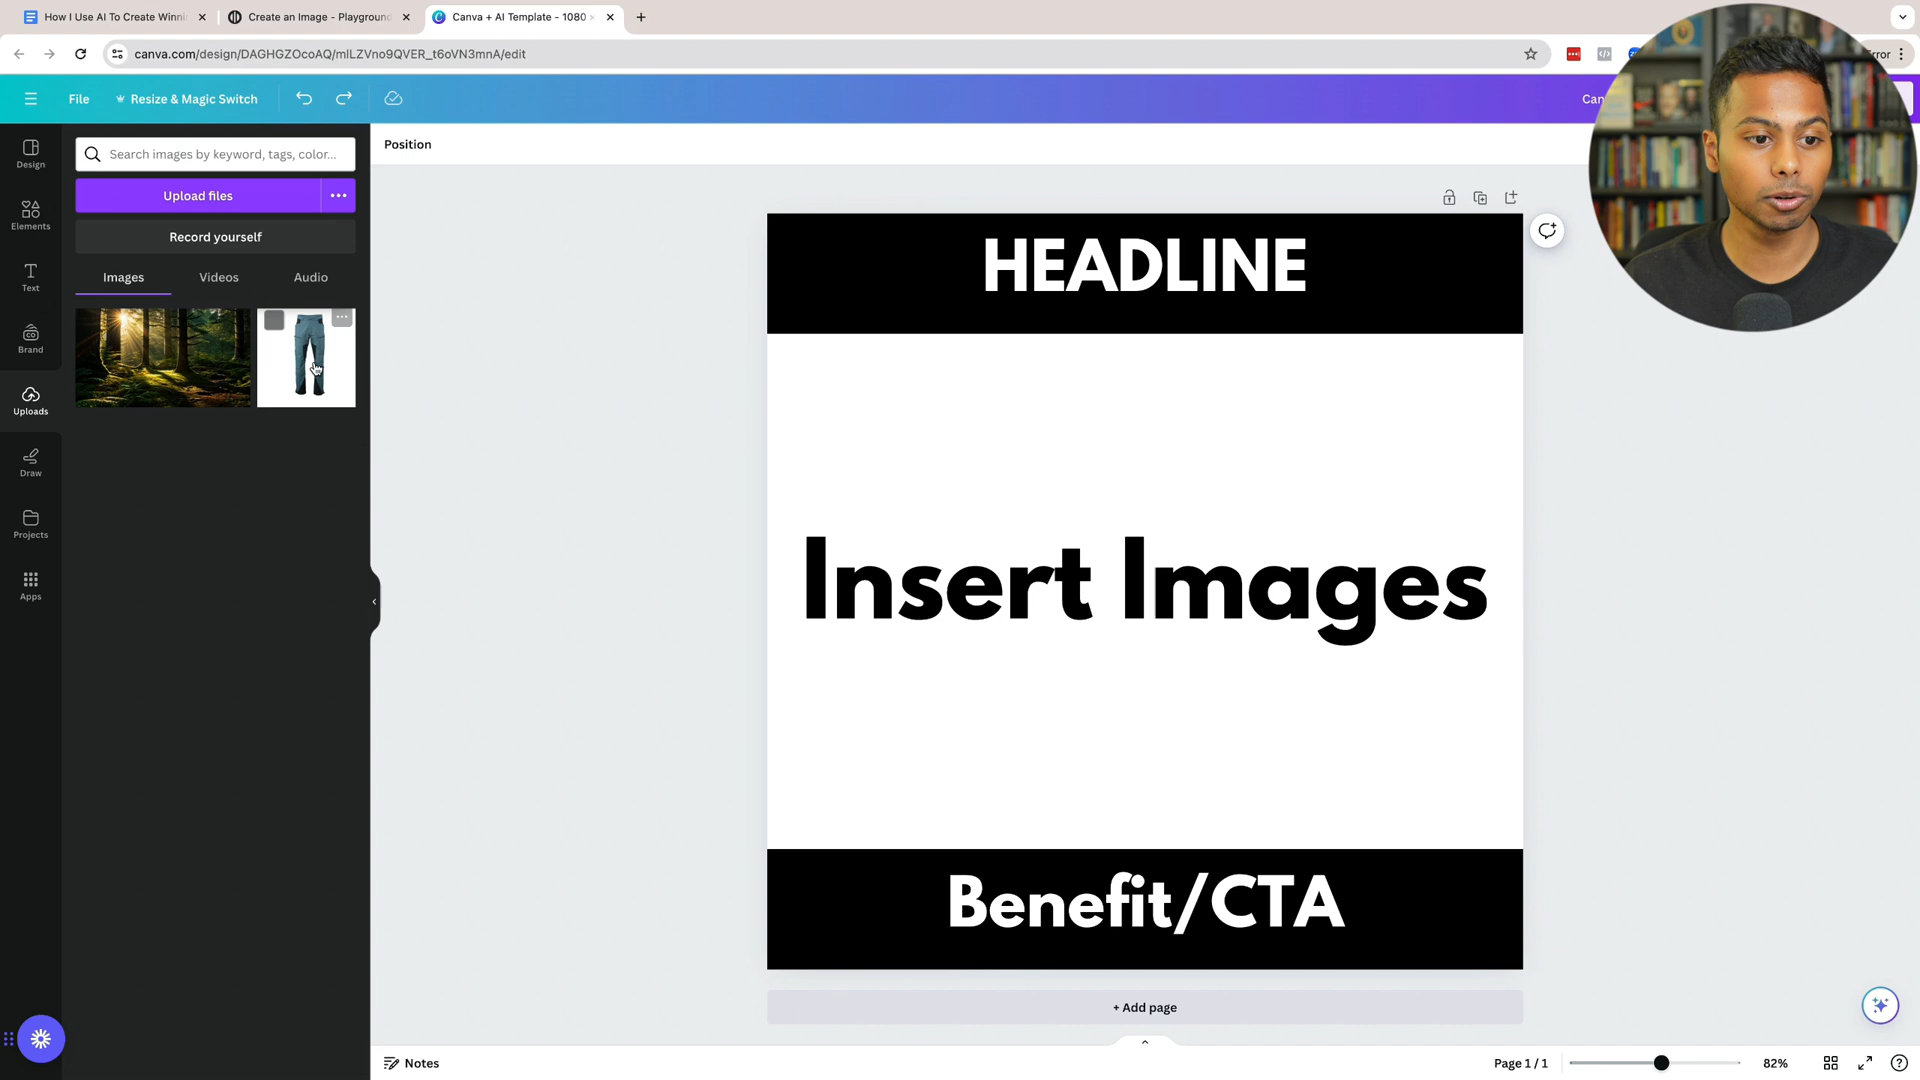 How I Use AI To Create Winni
Create an Image - Playground
Canva + AI Template - 1080
canva.com/design/DAGHGZOcoAQ/mlLZVno9QVER_t6oVN3mnA/edit
File
Resize & Magic Switch
Position
Design
Search images by keyword, tags, color...
Upload files
Record yourself
Elements
Images
Videos
Audio
Text
Brand
Uploads
Draw
Projects
Apps
HEADLINE
Insert Images
Benefit/CTA
+ Add page
Notes
Page 1 / 1
82%